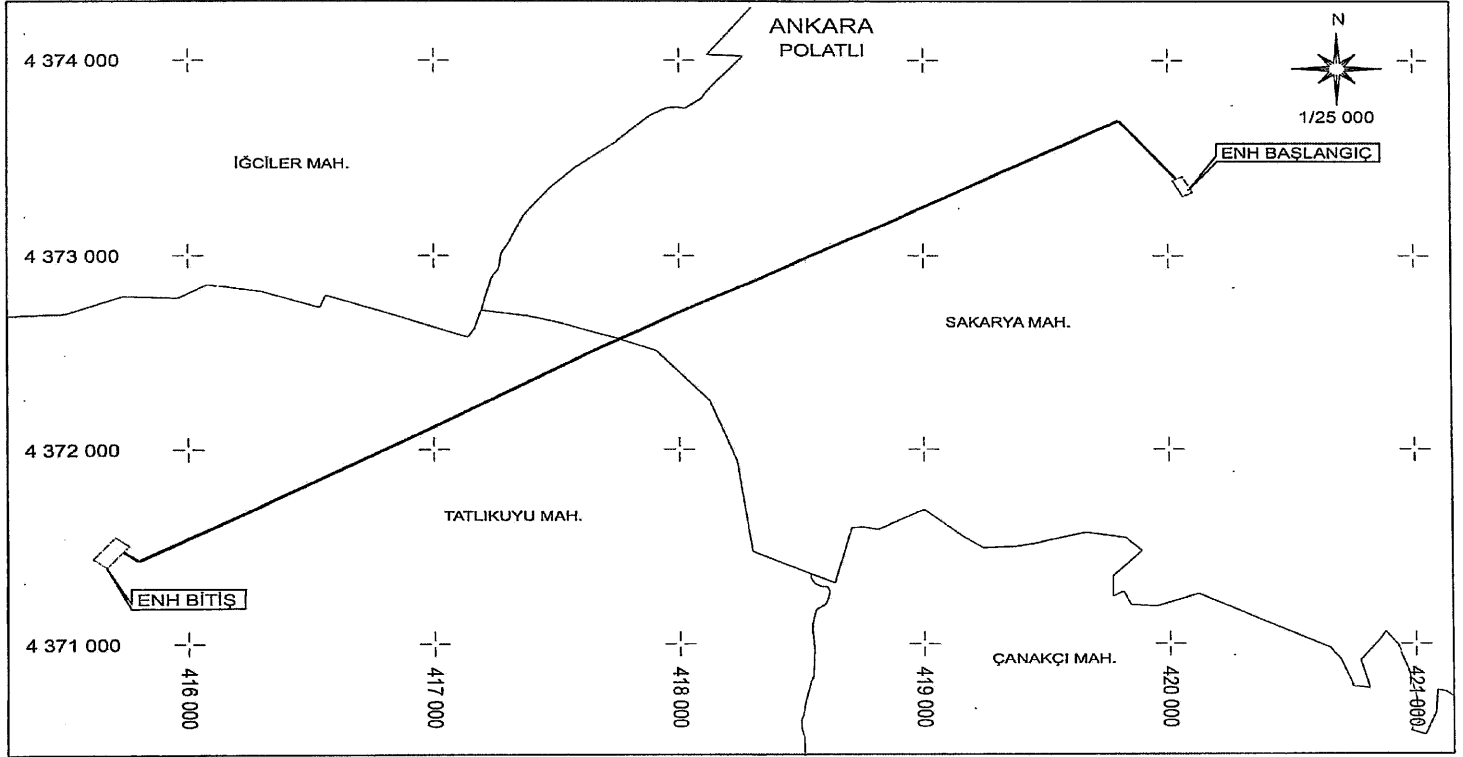 ANKARA
POLATLI
N
1/25 000
4 374 000
İĞCİLER MAH.
ENH BAŞLANGIÇ
4 373 000
SAKARYA MAH.
4 372 000
TATLIKUYU MAH.
ENH BİTİŞ
4 371 000
ÇANAKÇI MAH.
416 000
417 000
418 000
419 000
420 000
421 000